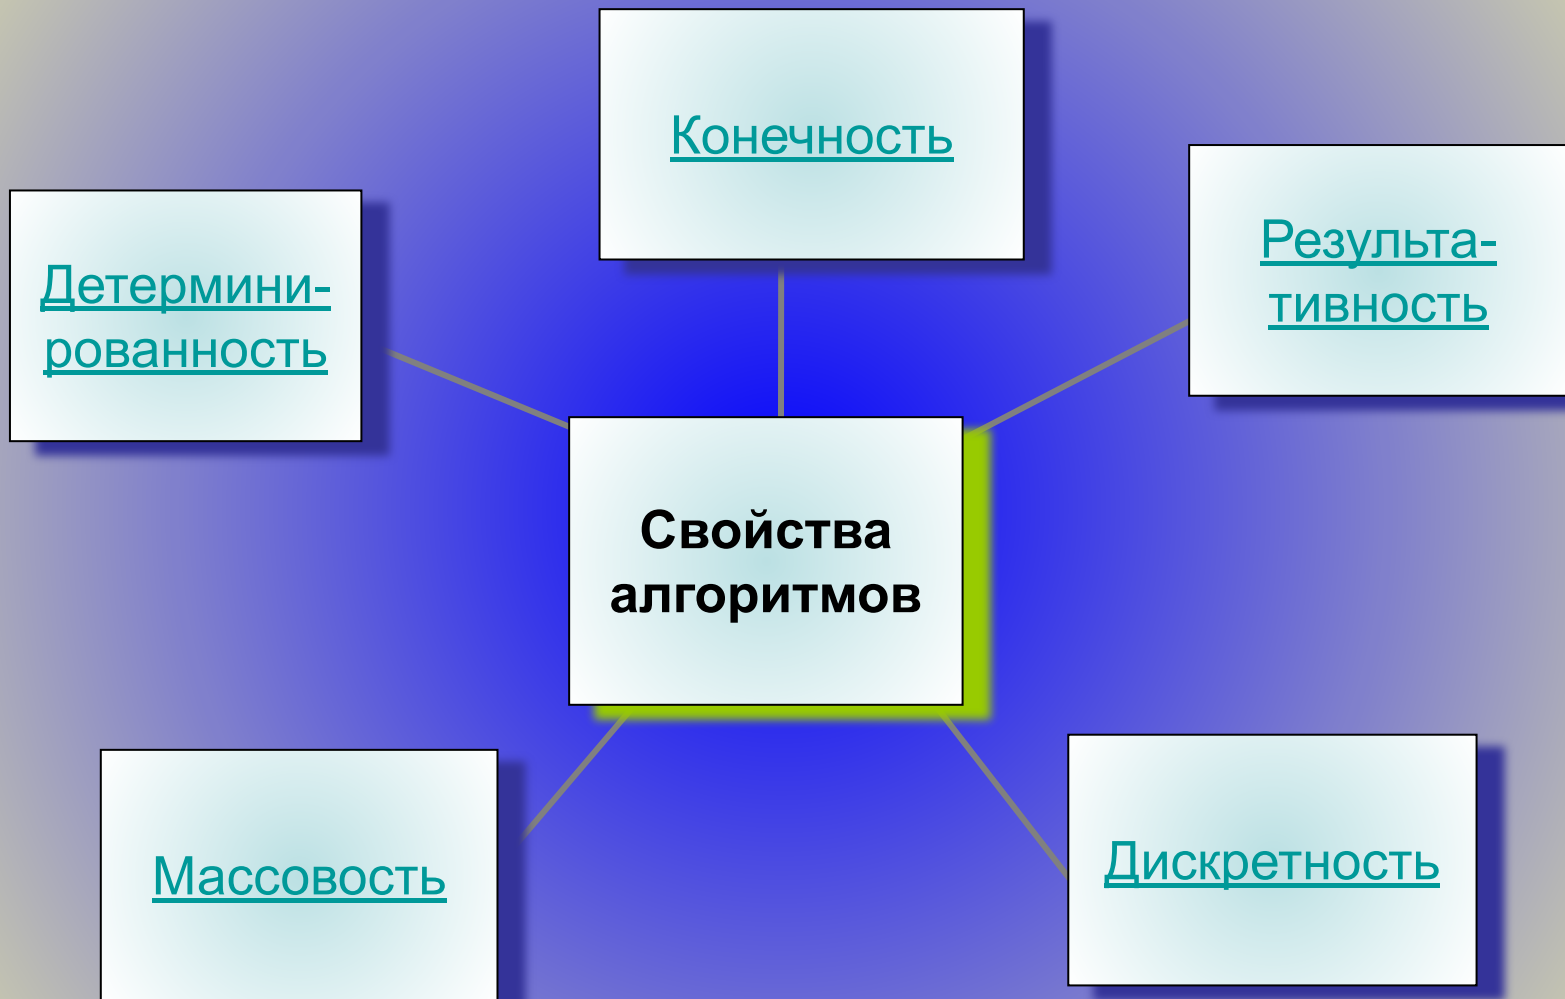 Конечность
Результа-
тивность
Детермини-
рованность
Свойства
алгоритмов
Массовость
Дискретность